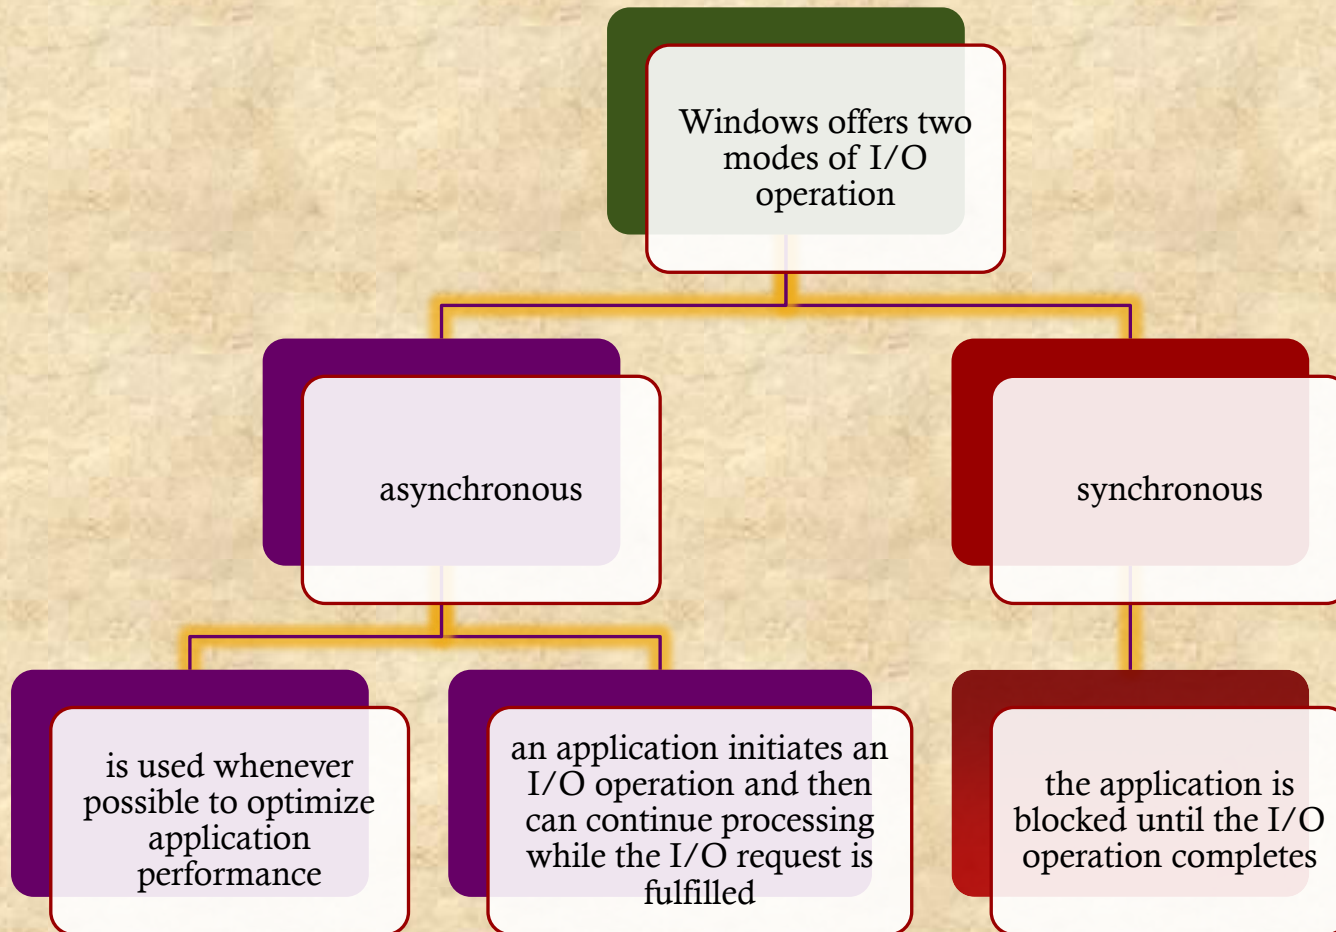 Windows offers two
modes of I/O
operation
asynchronous
synchronous
is used whenever
possible to optimize
application
performance
an application initiates an
I/O operation and then
can continue processing
while the I/O request is
fulfilled
the application is
blocked until the I/O
operation completes